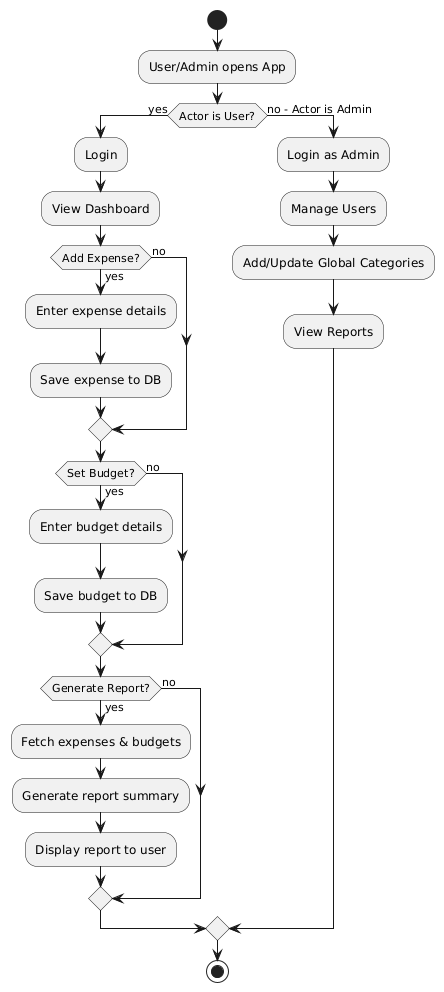 User/Admin opens App
Actor is User?
yes
no - Actor is Admin
Login
Login as Admin
View Dashboard
Manage Users
Add Expense?
no
yes
Add/Update Global Categories
Enter expense details
View Reports
Save expense to DB
Set Budget?
no
yes
Enter budget details
Save budget to DB
Generate Report?
no
yes
Fetch expenses & budgets
Generate report summary
Display report to user